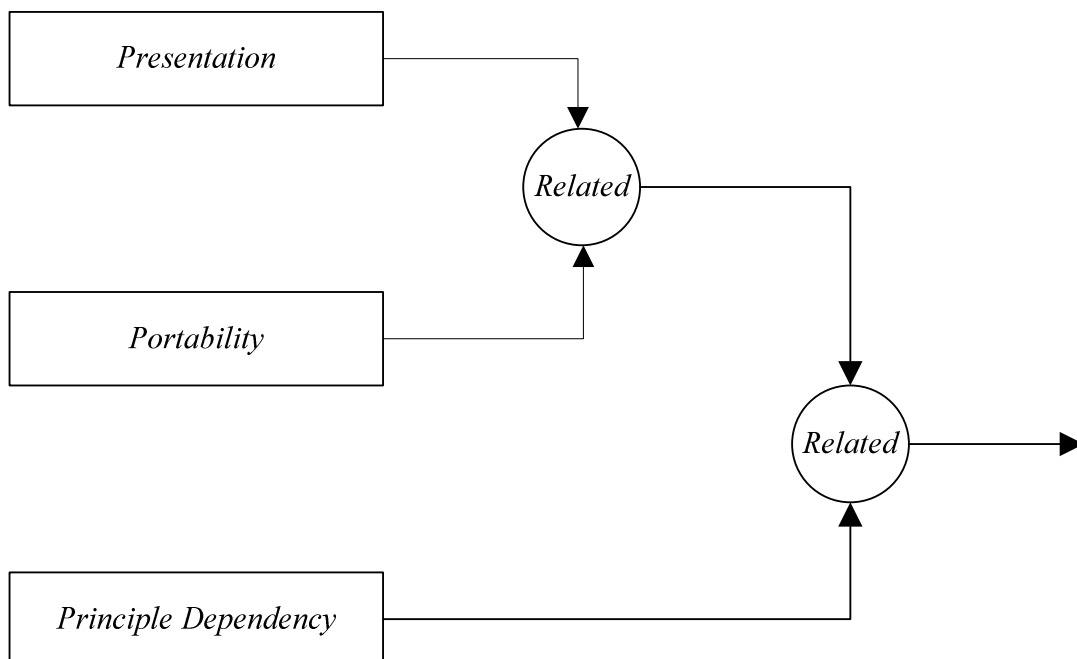 Presentation
Related
Portability
Related
Principle Dependency